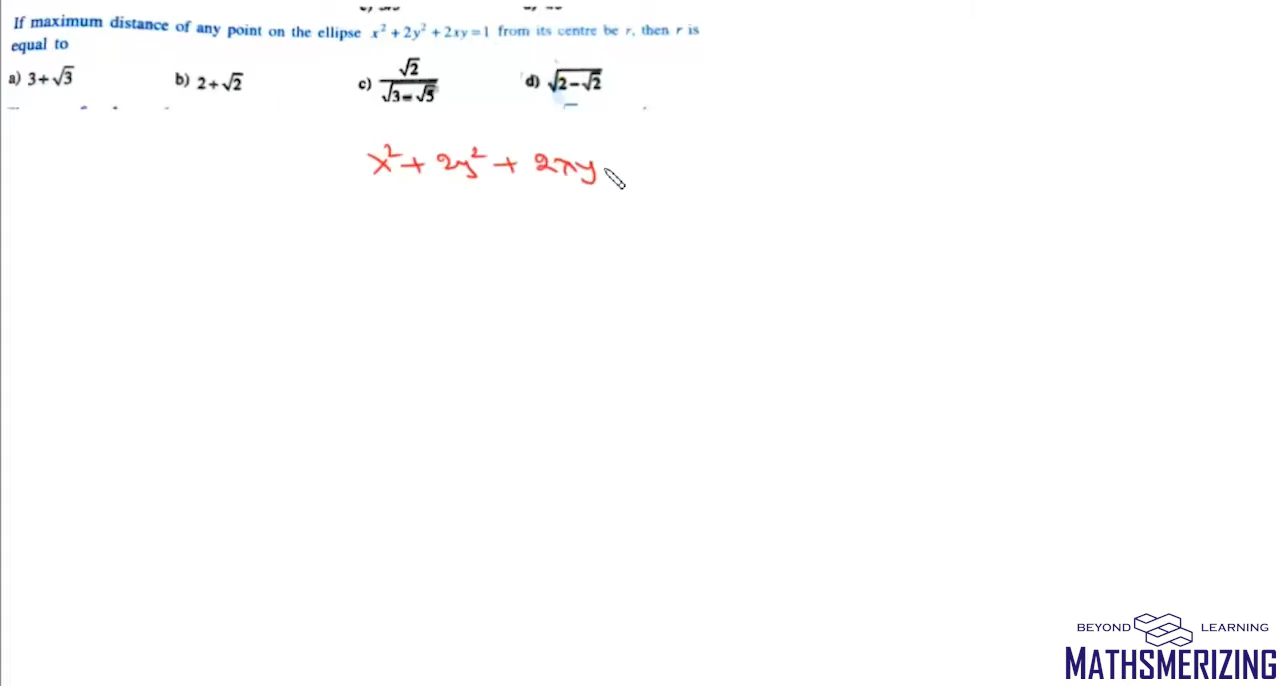 If maximum distance of any point on the ellipse x² + 2y² + 2xy = 1 from its centre be r, then r is
equal to
a) 3+√3 b) 2+√2 c) √2/√(3-√5) d) √(2-√2)
x² + 2y² + 2xy
BEYOND LEARNING
MATHSMERIZING